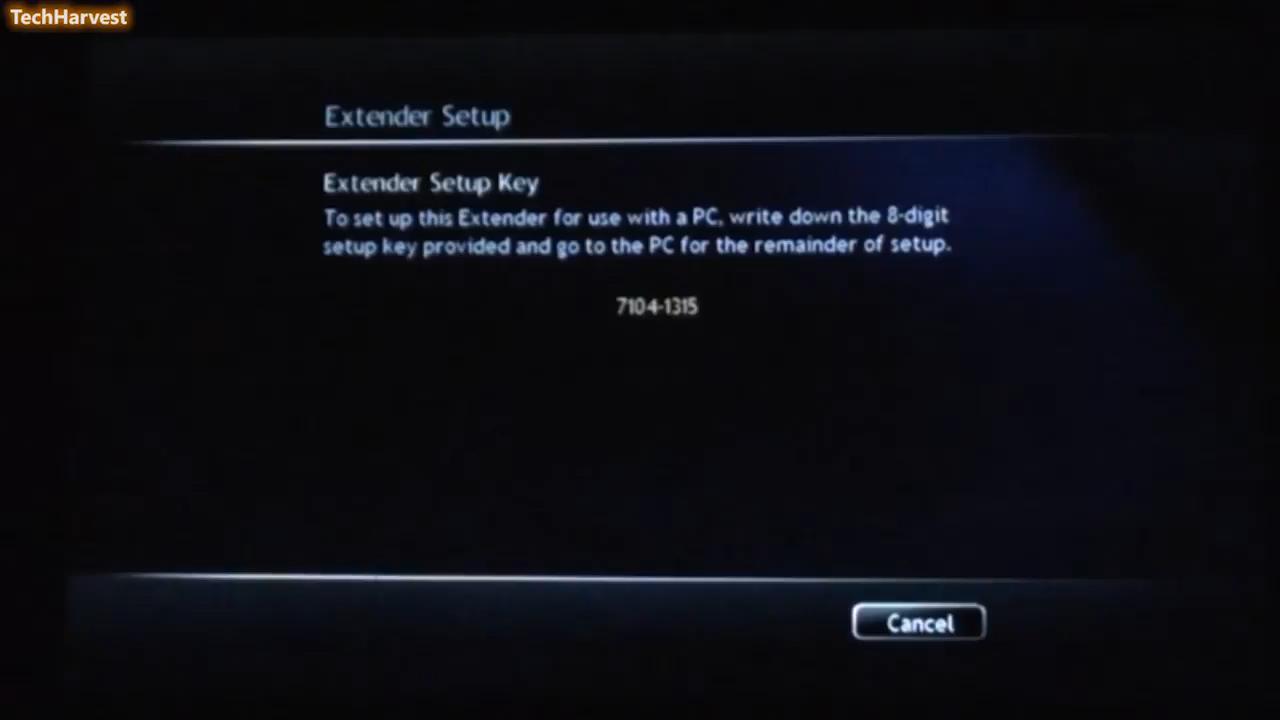 TechHarvest
Extender Setup
Extender Setup Key
To set up this Extender for use with a PC, write down the 8-digit
setup key provided and go to the PC for the remainder of setup.
7104-1315
Cancel